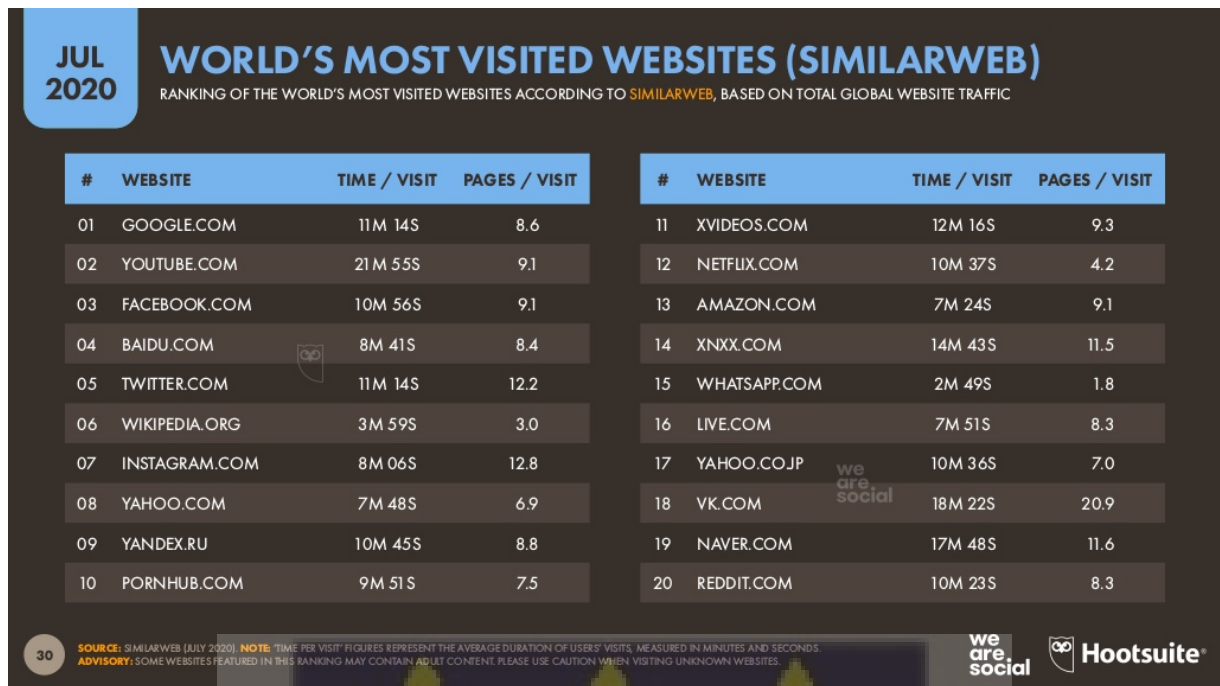 JUL
2020
WORLD'S MOST VISITED WEBSITES (SIMILARWEB)
RANKING OF THE WORLD'S MOST VISITED WEBSITES ACCORDING TO SIMILARWEB, BASED ON TOTAL GLOBAL WEBSITE TRAFFIC
# WEBSITE TIME / VISIT PAGES / VISIT
01 GOOGLE.COM 11M 14S 8.6
02 YOUTUBE.COM 21M 55S 9.1
03 FACEBOOK.COM 10M 56S 9.1
04 BAIDU.COM 8M 41S 8.4
05 TWITTER.COM 11M 14S 12.2
06 WIKIPEDIA.ORG 3M 59S 3.0
07 INSTAGRAM.COM 8M 06S 12.8
08 YAHOO.COM 7M 48S 6.9
09 YANDEX.RU 10M 45S 8.8
10 PORNHUB.COM 9M 51S 7.5
# WEBSITE TIME / VISIT PAGES / VISIT
11 XVIDEOS.COM 12M 16S 9.3
12 NETFLIX.COM 10M 37S 4.2
13 AMAZON.COM 7M 24S 9.1
14 XNXX.COM 14M 43S 11.5
15 WHATSAPP.COM 2M 49S 1.8
16 LIVE.COM 7M 51S 8.3
17 YAHOO.CO.JP 10M 36S 7.0
18 VK.COM 18M 22S 20.9
19 NAVER.COM 17M 48S 11.6
20 REDDIT.COM 10M 23S 8.3
we
are
social
30
SOURCE: SIMILARWEB (JULY 2020). NOTE: 'TIME PER VISIT' FIGURES REPRESENT THE AVERAGE DURATION OF USERS' VISITS, MEASURED IN MINUTES AND SECONDS.
ADVISORY: SOME WEBSITES FEATURED IN THIS RANKING MAY CONTAIN ADULT CONTENT. PLEASE USE CAUTION WHEN VISITING UNKNOWN WEBSITES.
we
are
social
Hootsuite®